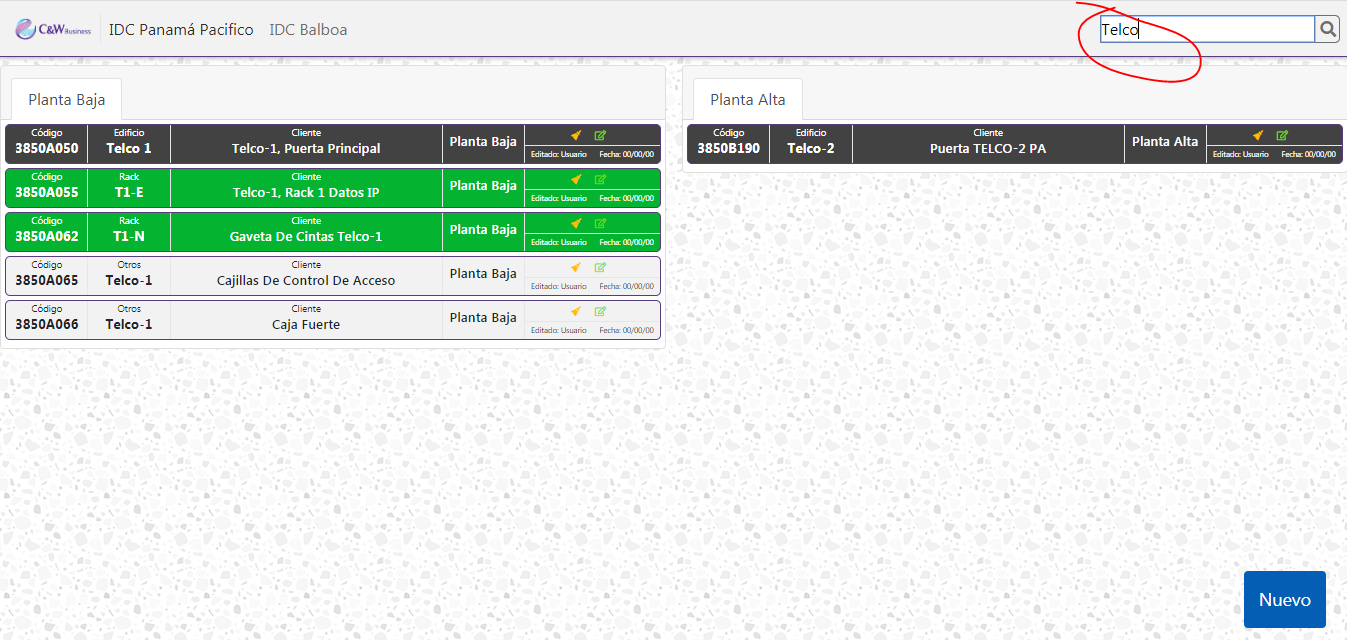 C&W Business IDC Panamá Pacifico IDC Balboa Telco
Planta Baja
Código Edificio Cliente
3850A050 Telco 1 Telco-1, Puerta Principal Planta Baja
Editado: Usuario Fecha: 00/00/00
Código Rack Cliente
3850A055 T1-E Telco-1, Rack 1 Datos IP Planta Baja
Editado: Usuario Fecha: 00/00/00
Código Rack Cliente
3850A062 T1-N Gaveta De Cintas Telco-1 Planta Baja
Editado: Usuario Fecha: 00/00/00
Código Otros Cliente
3850A065 Telco-1 Cajillas De Control De Acceso Planta Baja
Editado: Usuario Fecha: 00/00/00
Código Otros Cliente
3850A066 Telco-1 Caja Fuerte Planta Baja
Editado: Usuario Fecha: 00/00/00
Planta Alta
Código Edificio Cliente
3850B190 Telco-2 Puerta TELCO-2 PA Planta Alta
Editado: Usuario Fecha: 00/00/00
Nuevo